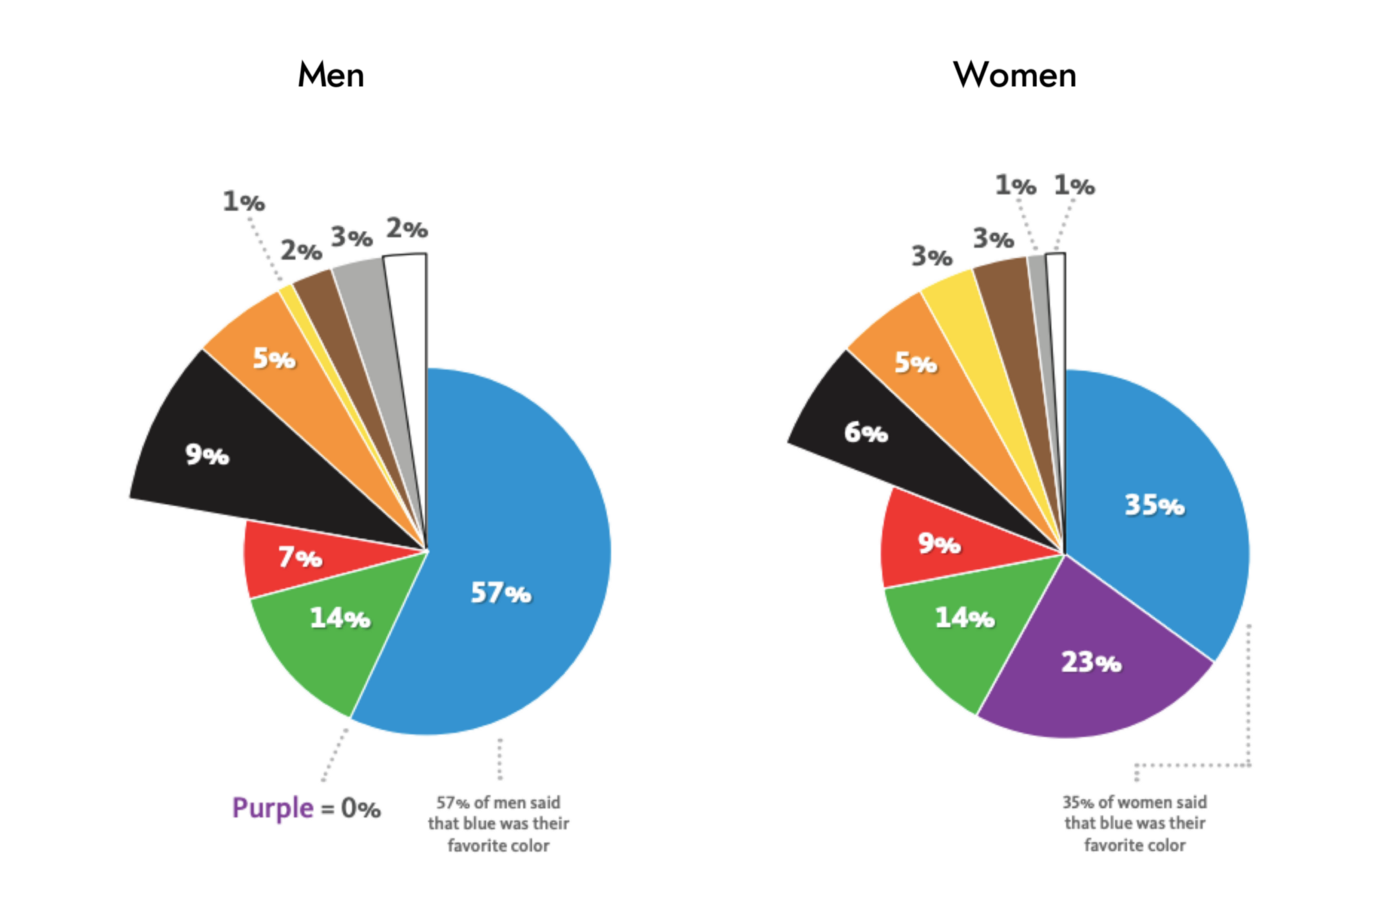 Men
Women
1%
2%
3%
2%
5%
9%
7%
14%
57%
Purple = 0%
57% of men said
that blue was their
favorite color
1%
1%
3%
3%
5%
6%
9%
14%
35%
23%
35% of women said
that blue was their
favorite color